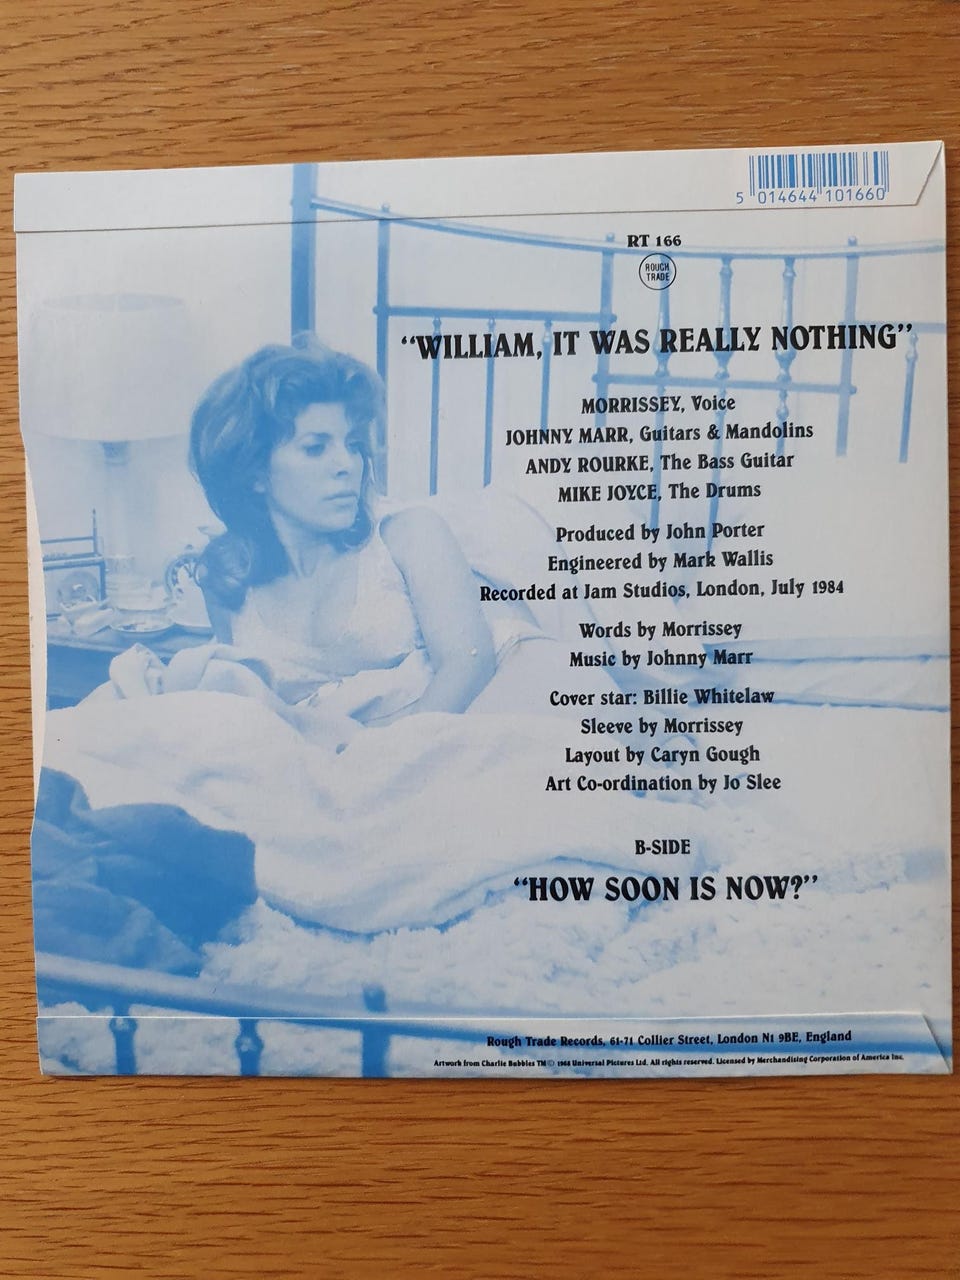 5 014644 101660
RT 166
ROUGH
TRADE
“WILLIAM, IT WAS REALLY NOTHING”
MORRISSEY, Voice
JOHNNY MARR, Guitars & Mandolins
ANDY ROURKE, The Bass Guitar
MIKE JOYCE, The Drums
Produced by John Porter
Engineered by Mark Wallis
Recorded at Jam Studios, London, July 1984
Words by Morrissey
Music by Johnny Marr
Cover star: Billie Whitelaw
Sleeve by Morrissey
Layout by Caryn Gough
Art Co-ordination by Jo Slee
B-SIDE
“HOW SOON IS NOW?”
Rough Trade Records, 61-71 Collier Street, London N1 9BE, England
Artwork from Charlie Bubbles TM © 1968 Universal Pictures Ltd. All rights reserved. Licensed by Merchandising Corporation of America Inc.